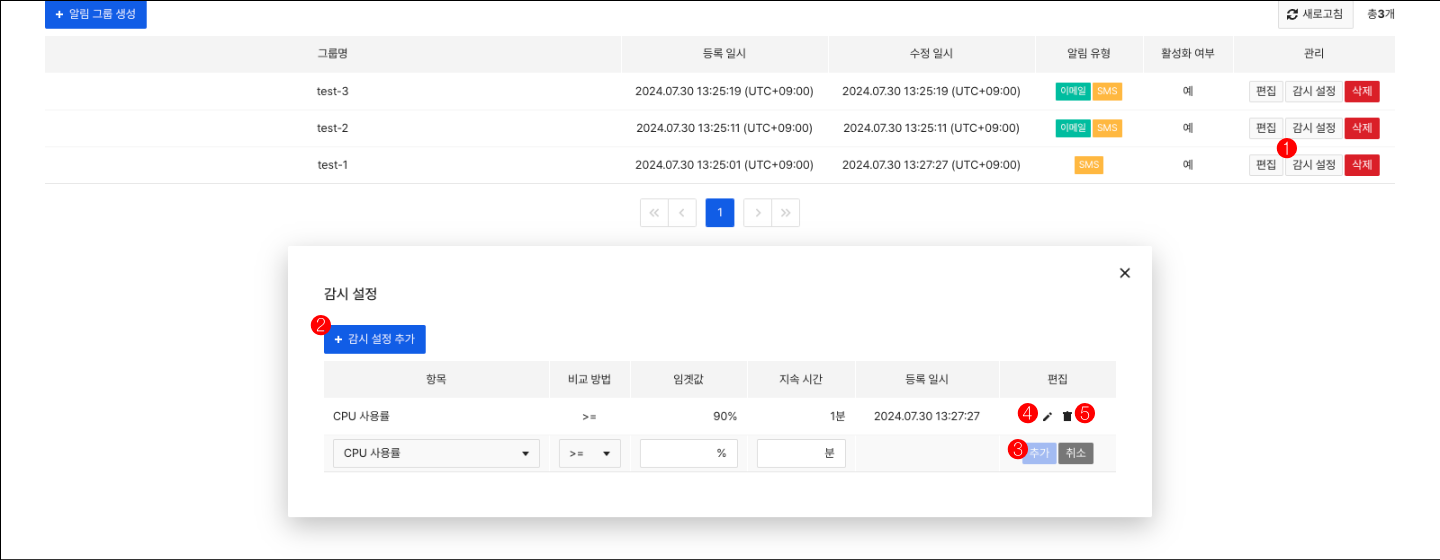 + 알림 그룹 생성 새로고침 총3개
그룹명 등록 일시 수정 일시 알림 유형 활성화 여부 관리
test-3 2024.07.30 13:25:19 (UTC+09:00) 2024.07.30 13:25:19 (UTC+09:00) 이메일 SMS 예 편집 감시 설정 삭제
test-2 2024.07.30 13:25:11 (UTC+09:00) 2024.07.30 13:25:11 (UTC+09:00) 이메일 SMS 예 편집 감시 설정 삭제
1
test-1 2024.07.30 13:25:01 (UTC+09:00) 2024.07.30 13:27:27 (UTC+09:00) SMS 예 편집 감시 설정 삭제
« ‹ 1 › »
×
감시 설정
2
+ 감시 설정 추가
항목 비교 방법 임곗값 지속 시간 등록 일시 편집
CPU 사용률 >= 90% 1분 2024.07.30 13:27:27 4 5
CPU 사용률 >= % 분 3 추가 취소